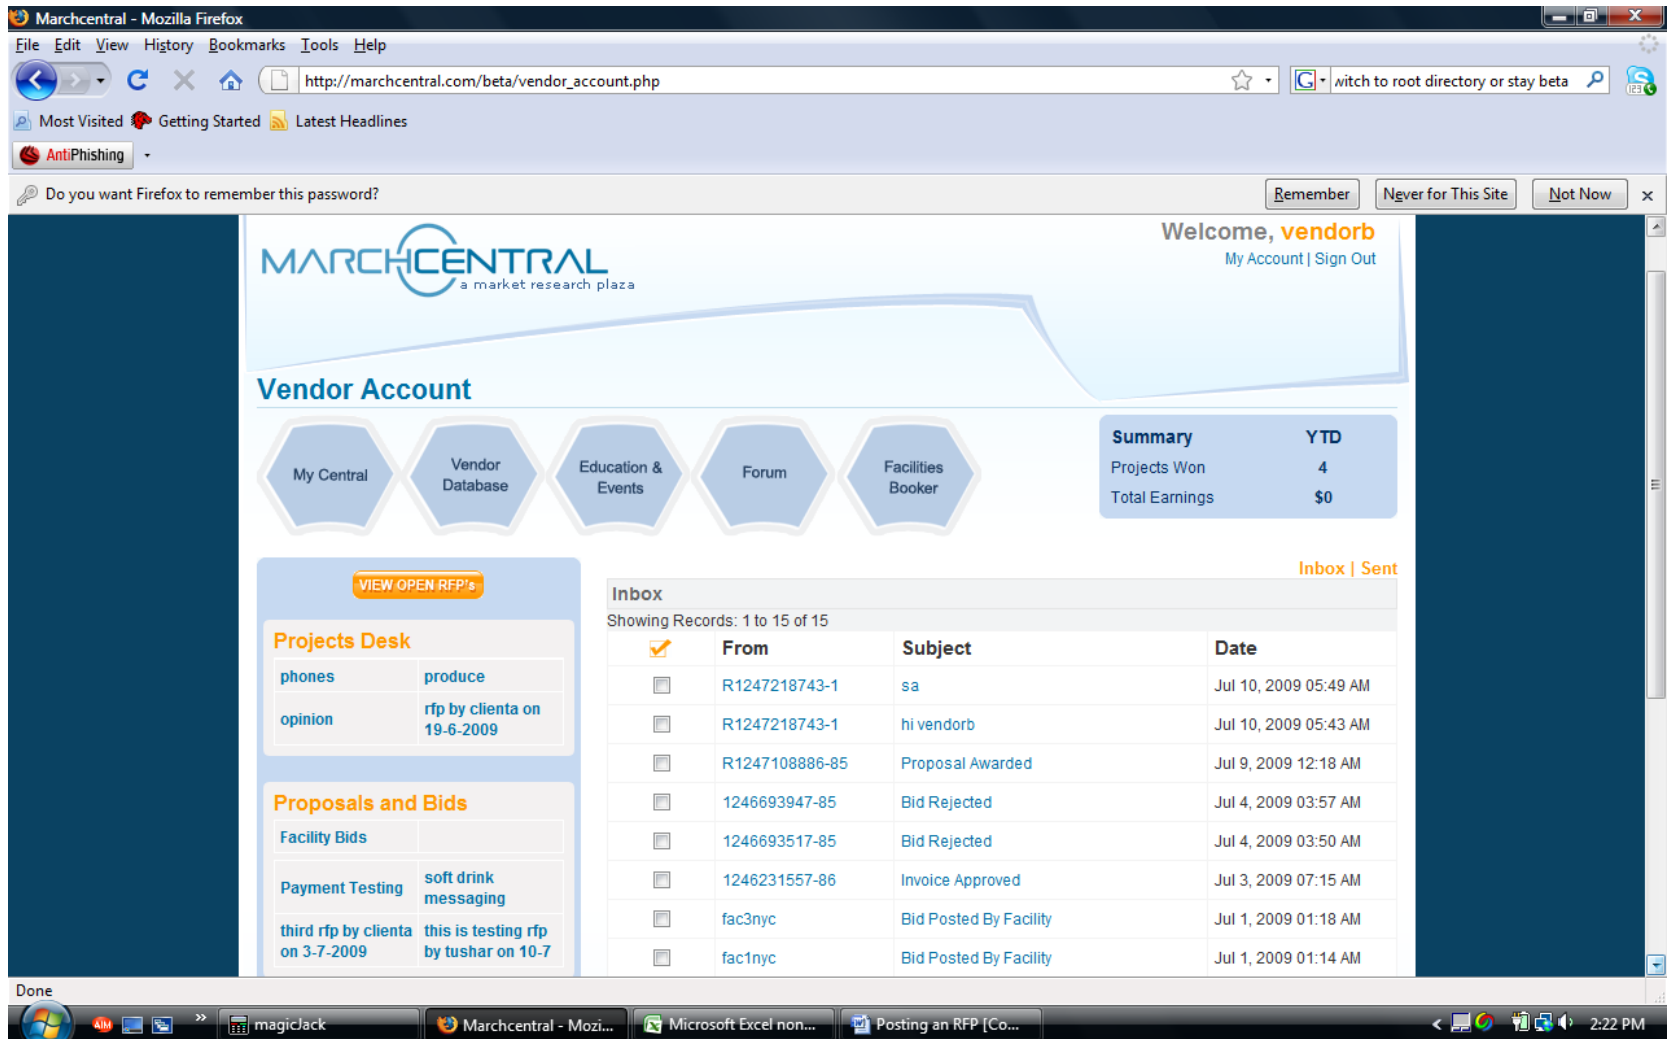 Marchcentral - Mozilla Firefox
File Edit View History Bookmarks Tools Help
http://marchcentral.com/beta/vendor_account.php
witch to root directory or stay beta
Most Visited Getting Started Latest Headlines
AntiPhishing
Do you want Firefox to remember this password? Remember Never for This Site Not Now
MARCHCENTRAL
a market research plaza
Welcome, vendorb
My Account | Sign Out
Vendor Account
My Central
Vendor Database
Education & Events
Forum
Facilities Booker
Summary YTD
Projects Won 4
Total Earnings $0
VIEW OPEN RFP's
Projects Desk
phones produce
opinion rfp by clienta on 19-6-2009
Proposals and Bids
Facility Bids
Payment Testing soft drink messaging
third rfp by clienta on 3-7-2009 this is testing rfp by tushar on 10-7
Inbox | Sent
Inbox
Showing Records: 1 to 15 of 15
From Subject Date
R1247218743-1 sa Jul 10, 2009 05:49 AM
R1247218743-1 hi vendorb Jul 10, 2009 05:43 AM
R1247108886-85 Proposal Awarded Jul 9, 2009 12:18 AM
1246693947-85 Bid Rejected Jul 4, 2009 03:57 AM
1246693517-85 Bid Rejected Jul 4, 2009 03:50 AM
1246231557-86 Invoice Approved Jul 3, 2009 07:15 AM
fac3nyc Bid Posted By Facility Jul 1, 2009 01:18 AM
fac1nyc Bid Posted By Facility Jul 1, 2009 01:14 AM
Done
AIM magicJack Marchcentral - Mozi... Microsoft Excel non... Posting an RFP [Co... 2:22 PM